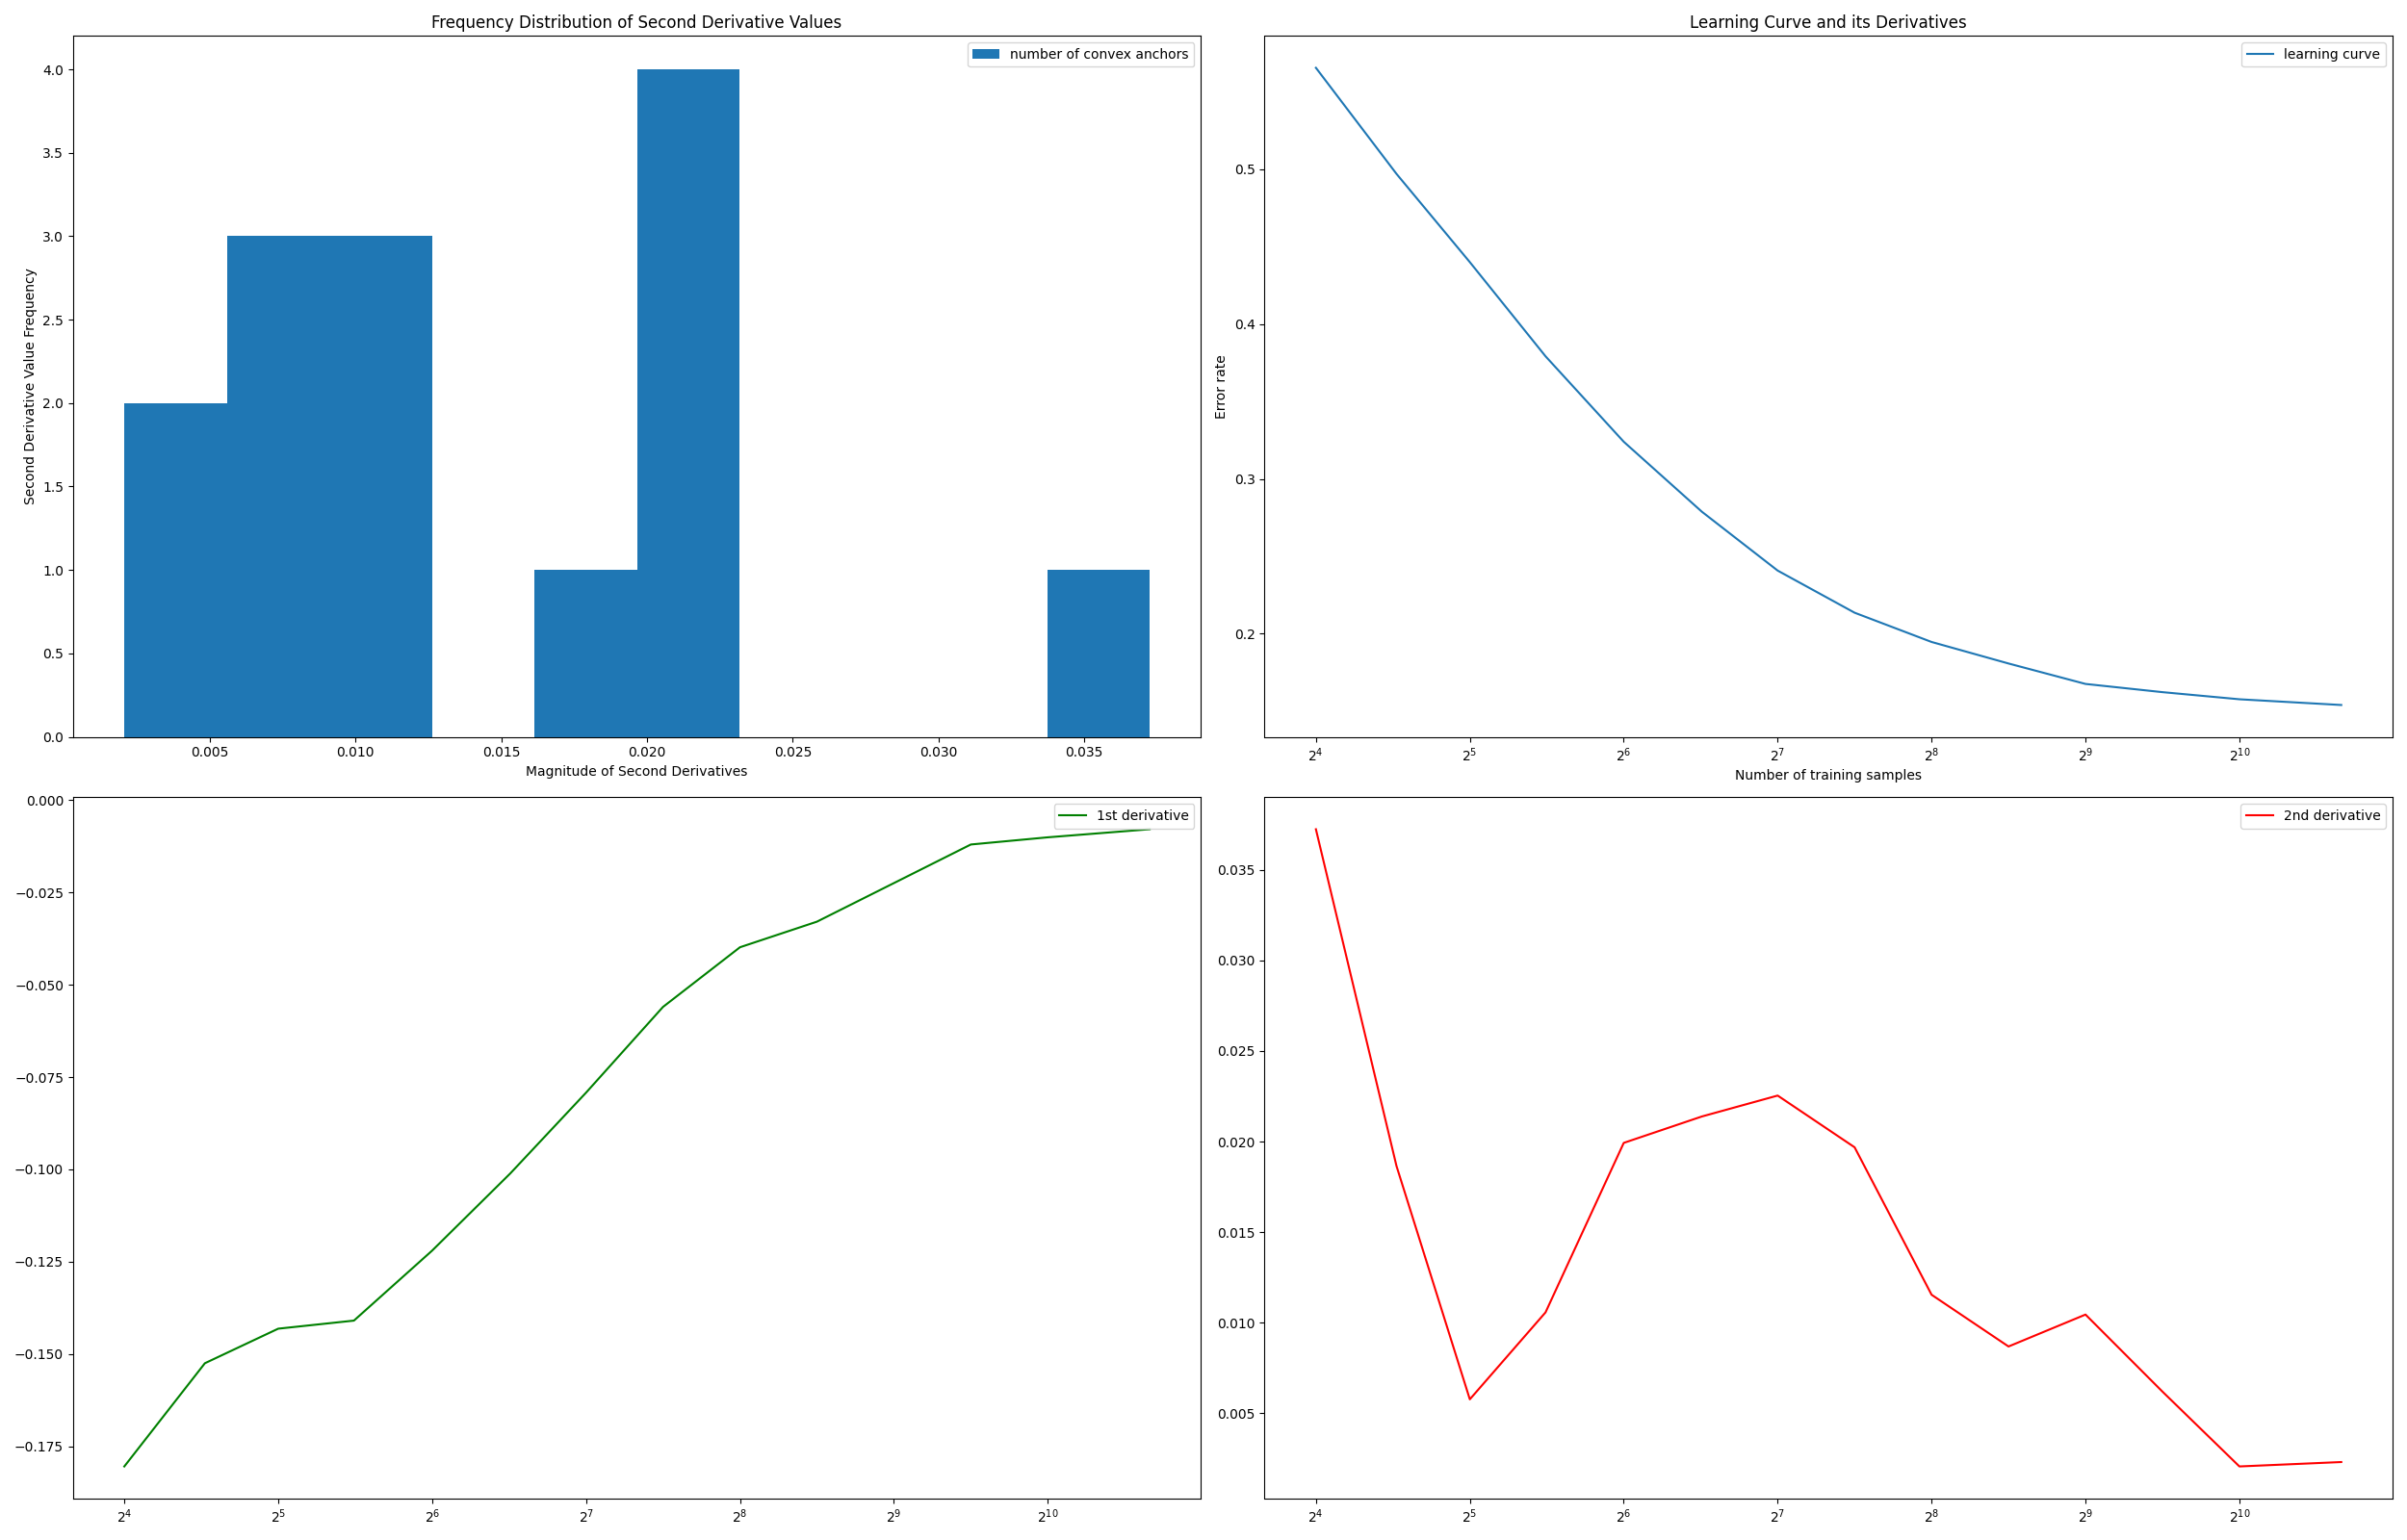 Frequency Distribution of Second Derivative Values
number of convex anchors
Second Derivative Value Frequency
4.0
3.5
3.0
2.5
2.0
1.5
1.0
0.5
0.0
0.005 0.010 0.015 0.020 0.025 0.030 0.035
Magnitude of Second Derivatives
Learning Curve and its Derivatives
learning curve
Error rate
0.5
0.4
0.3
0.2
2⁴ 2⁵ 2⁶ 2⁷ 2⁸ 2⁹ 2¹⁰
Number of training samples
1st derivative
0.000
−0.025
−0.050
−0.075
−0.100
−0.125
−0.150
−0.175
2⁴ 2⁵ 2⁶ 2⁷ 2⁸ 2⁹ 2¹⁰
2nd derivative
0.035
0.030
0.025
0.020
0.015
0.010
0.005
2⁴ 2⁵ 2⁶ 2⁷ 2⁸ 2⁹ 2¹⁰